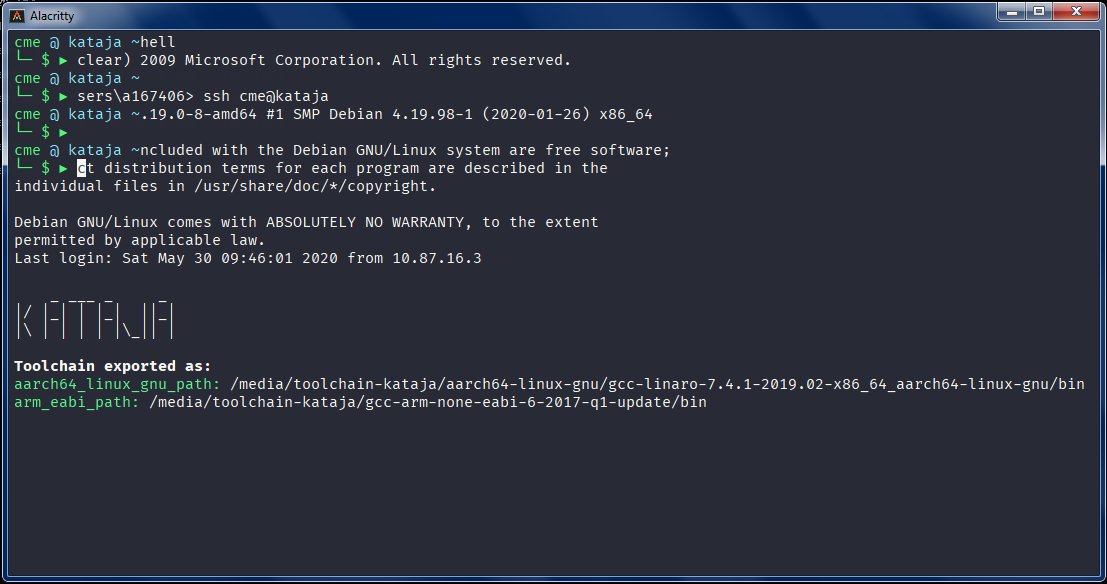 Alacritty
cme @ kataja ~hell
└─ $ ▶ clear) 2009 Microsoft Corporation. All rights reserved.
cme @ kataja ~
└─ $ ▶ sers\a167406> ssh cme@kataja
cme @ kataja ~.19.0-8-amd64 #1 SMP Debian 4.19.98-1 (2020-01-26) x86_64
└─ $ ▶
cme @ kataja ~ncluded with the Debian GNU/Linux system are free software;
└─ $ ▶ ct distribution terms for each program are described in the
individual files in /usr/share/doc/*/copyright.
Debian GNU/Linux comes with ABSOLUTELY NO WARRANTY, to the extent
permitted by applicable law.
Last login: Sat May 30 09:46:01 2020 from 10.87.16.3
KATAJA
Toolchain exported as:
aarch64_linux_gnu_path: /media/toolchain-kataja/aarch64-linux-gnu/gcc-linaro-7.4.1-2019.02-x86_64_aarch64-linux-gnu/bin
arm_eabi_path: /media/toolchain-kataja/gcc-arm-none-eabi-6-2017-q1-update/bin